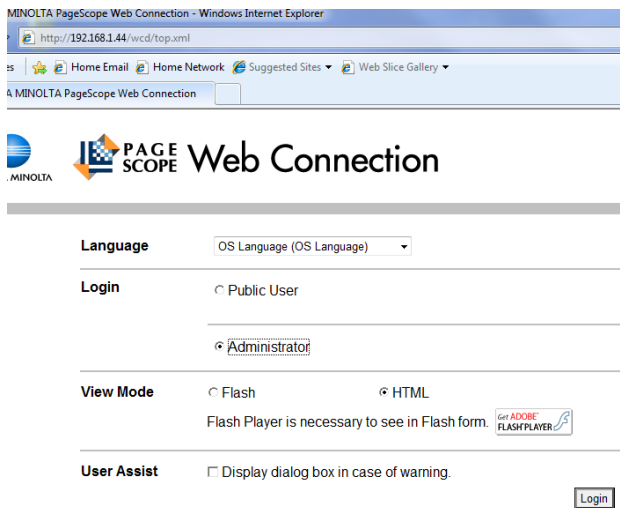 MINOLTA PageScope Web Connection - Windows Internet Explorer
http://192.168.1.44/wcd/top.xml
es Home Email Home Network Suggested Sites Web Slice Gallery
A MINOLTA PageScope Web Connection
PAGE SCOPE Web Connection
MINOLTA
Language OS Language (OS Language)
Login Public User
Administrator
View Mode Flash HTML
Flash Player is necessary to see in Flash form. Get ADOBE FLASH PLAYER
User Assist Display dialog box in case of warning.
Login